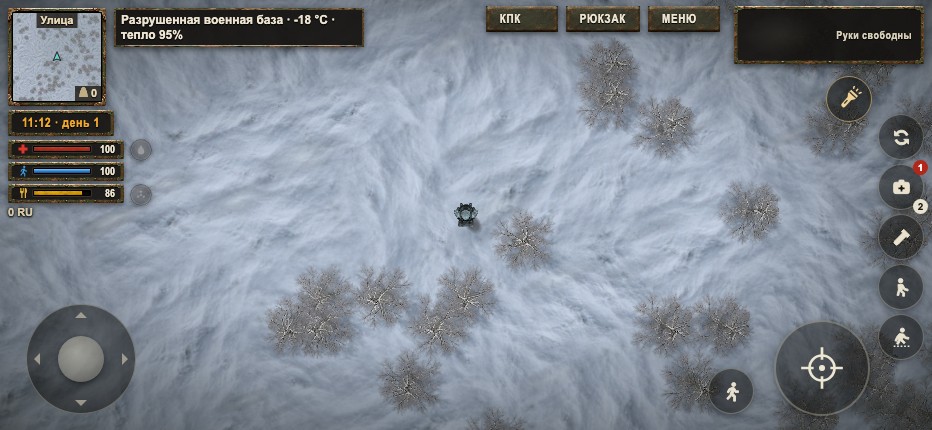 Улица
0
Разрушенная военная база · -18 °C ·
тепло 95%
КПК
РЮКЗАК
МЕНЮ
Руки свободны
11:12 · день 1
100
100
86
0 RU
1
2